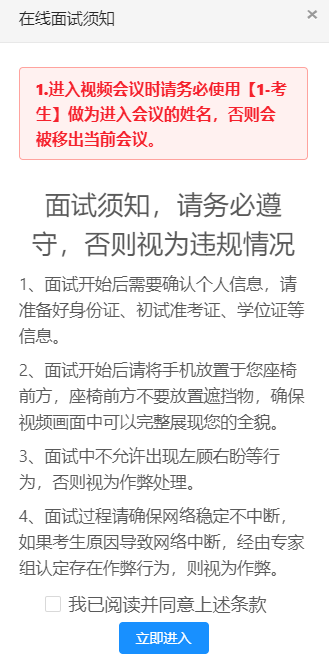 在线面试须知
×
1.进入视频会议时请务必使用【1-考
生】做为进入会议的姓名，否则会
被移出当前会议。
面试须知，请务必遵
守，否则视为违规情况
1、面试开始后需要确认个人信息，请
准备好身份证、初试准考证、学位证等
信息。
2、面试开始后请将手机放置于您座椅
前方，座椅前方不要放置遮挡物，确保
视频画面中可以完整展现您的全貌。
3、面试中不允许出现左顾右盼等行
为，否则视为作弊处理。
4、面试过程请确保网络稳定不中断，
如果考生原因导致网络中断，经由专家
组认定存在作弊行为，则视为作弊。
我已阅读并同意上述条款
立即进入